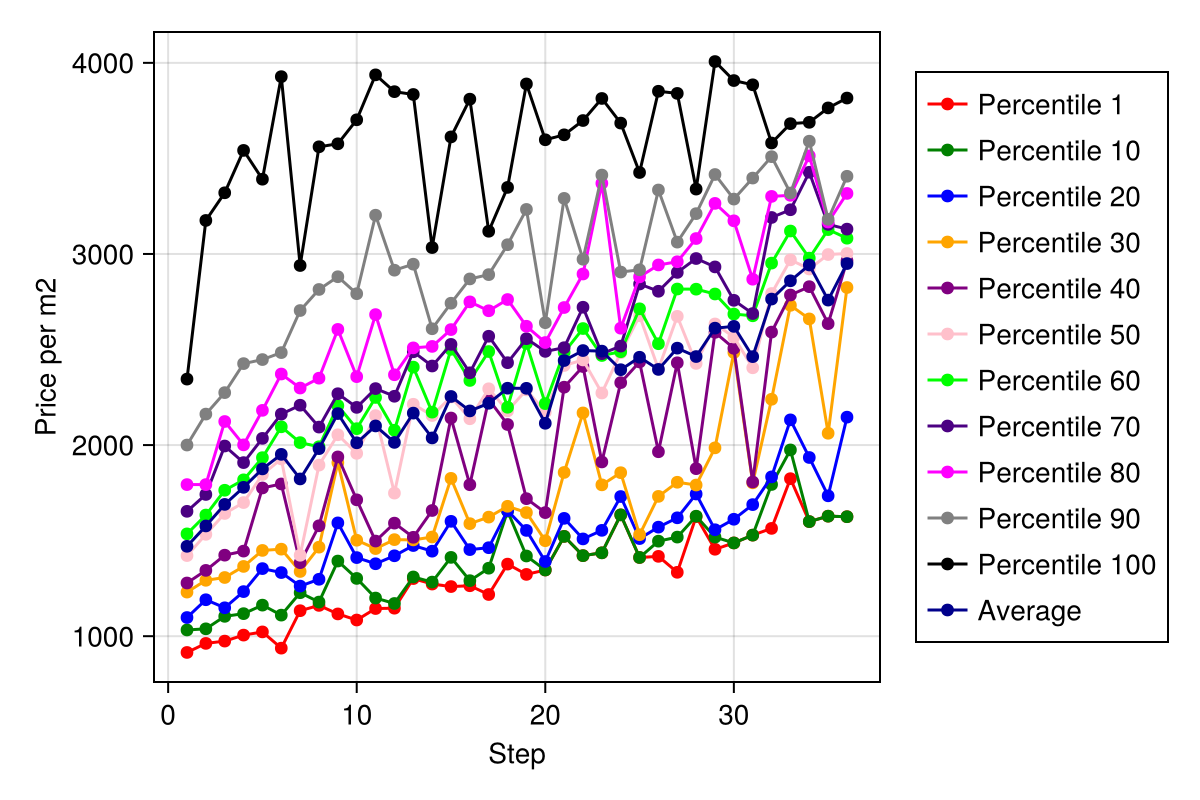 4000
3000
2000
1000
Price per m2
0
10
20
30
Step
Percentile 1
Percentile 10
Percentile 20
Percentile 30
Percentile 40
Percentile 50
Percentile 60
Percentile 70
Percentile 80
Percentile 90
Percentile 100
Average